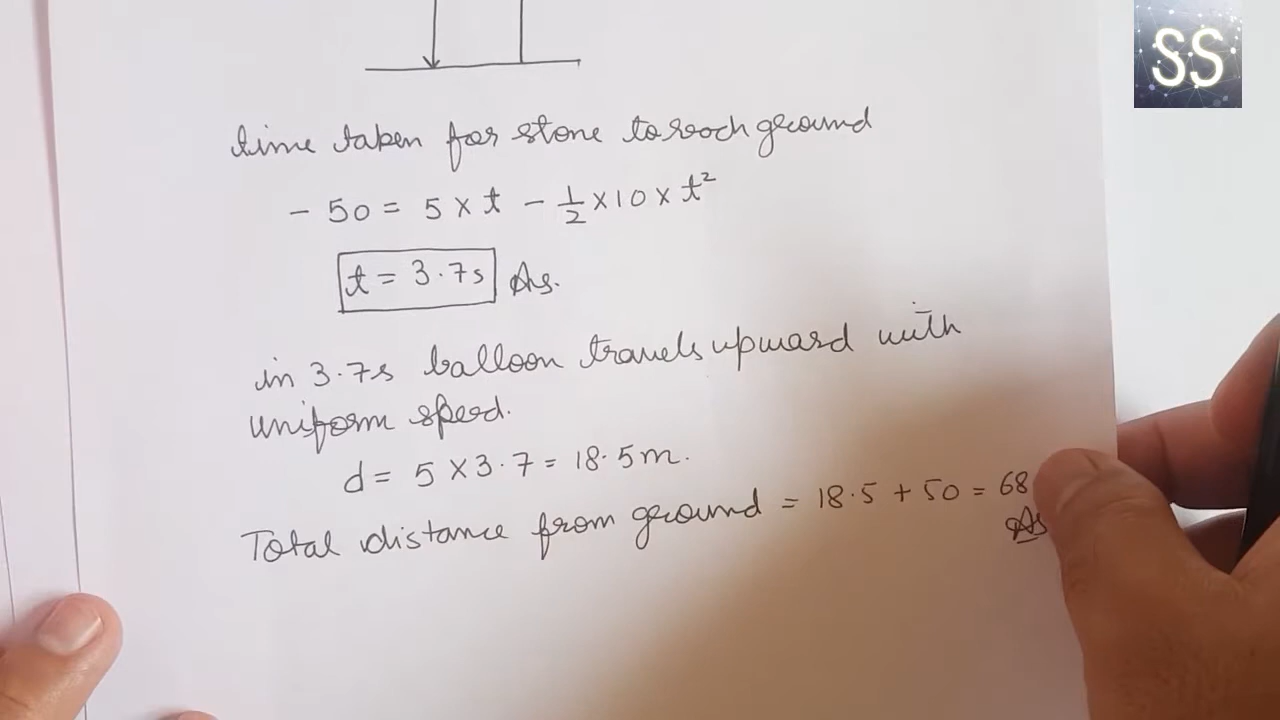 SS
time taken for stone to reach ground
- 50 = 5 × t - 1/2 × 10 × t²
t = 3.7s As.
in 3.7s balloon travels upward with
uniform speed.
d = 5 × 3.7 = 18.5m.
Total distance from ground = 18.5 + 50 = 68
As